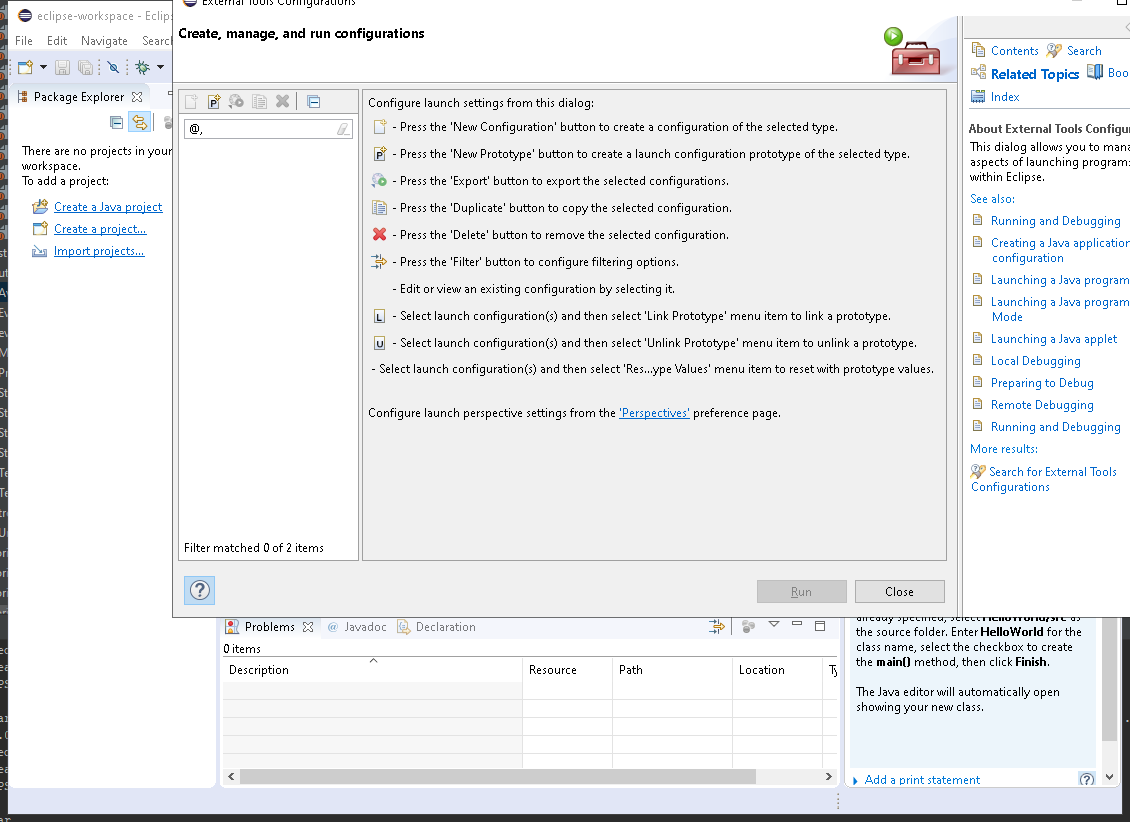 eclipse-workspace - Eclips
File Edit Navigate Search
Package Explorer
There are no projects in your
workspace.
To add a project:
Create a Java project
Create a project...
Import projects...
External Tools Configurations
Create, manage, and run configurations
@,
Filter matched 0 of 2 items
Configure launch settings from this dialog:
- Press the 'New Configuration' button to create a configuration of the selected type.
P - Press the 'New Prototype' button to create a launch configuration prototype of the selected type.
- Press the 'Export' button to export the selected configurations.
- Press the 'Duplicate' button to copy the selected configuration.
- Press the 'Delete' button to remove the selected configuration.
- Press the 'Filter' button to configure filtering options.
- Edit or view an existing configuration by selecting it.
L - Select launch configuration(s) and then select 'Link Prototype' menu item to link a prototype.
U - Select launch configuration(s) and then select 'Unlink Prototype' menu item to unlink a prototype.
- Select launch configuration(s) and then select 'Res...ype Values' menu item to reset with prototype values.
Configure launch perspective settings from the 'Perspectives' preference page.
? Run Close
Contents Search
Related Topics Boo
Index
About External Tools Configur
This dialog allows you to mana
aspects of launching program
within Eclipse.
See also:
Running and Debugging
Creating a Java application
configuration
Launching a Java program
Launching a Java program
Mode
Launching a Java applet
Local Debugging
Preparing to Debug
Remote Debugging
Running and Debugging
More results:
Search for External Tools
Configurations
Problems @ Javadoc Declaration
0 items
Description Resource Path Location Ty
already specified, select HelloWorld/src as
the source folder. Enter HelloWorld for the
class name, select the checkbox to create
the main() method, then click Finish.
The Java editor will automatically open
showing your new class.
Add a print statement ?